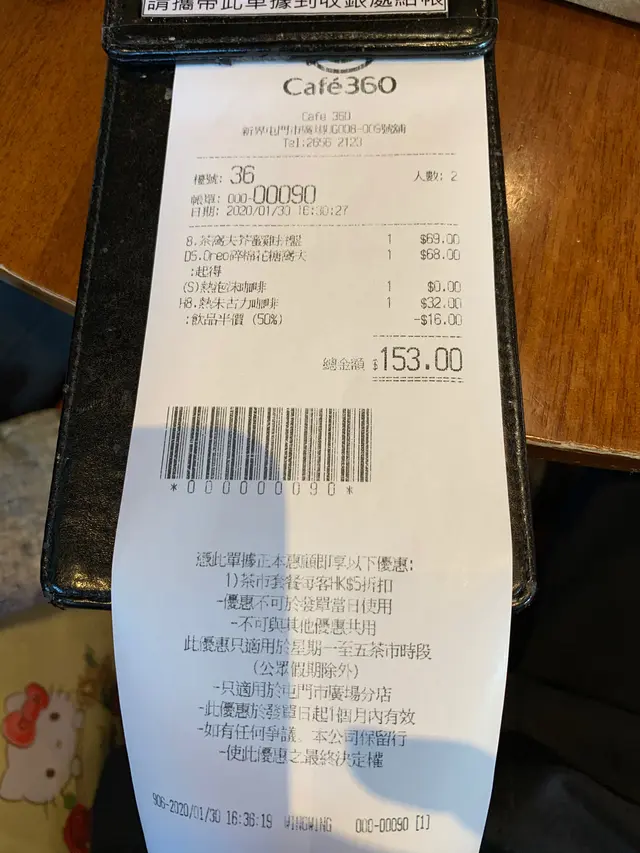 請攜帶此單據到收銀處結帳
Café360
Cafe 360
新界屯門市廣場UG008-009號舖
Tel:2656 2123
檯號: 36 人數: 2
帳單: 000-00090
日期: 2020/01/30 16:30:27
8.茶窩夫芥蜜雞 1 $69.00
D5.Oreo碎棉花糖窩夫 1 $68.00
:起得
(S)熱泡沫咖啡 1 $0.00
H8.熱朱古力咖啡 1 $32.00
:飲品半價 (50%) -$16.00
總金額 $153.00
*000000090*
憑此單據正本惠顧即享以下優惠:
1)茶市套餐每客HK$5折扣
-優惠不可於發單當日使用
-不可與其他優惠共用
此優惠只適用於星期一至五茶市時段
(公眾假期除外)
-只適用於屯門市廣場分店
-此優惠於發單日起1個月內有效
-如有任何爭議、本公司保留行
-使此優惠之最終決定權
906-2020/01/30 16:36:19 WINGWING 000-00090 [1]